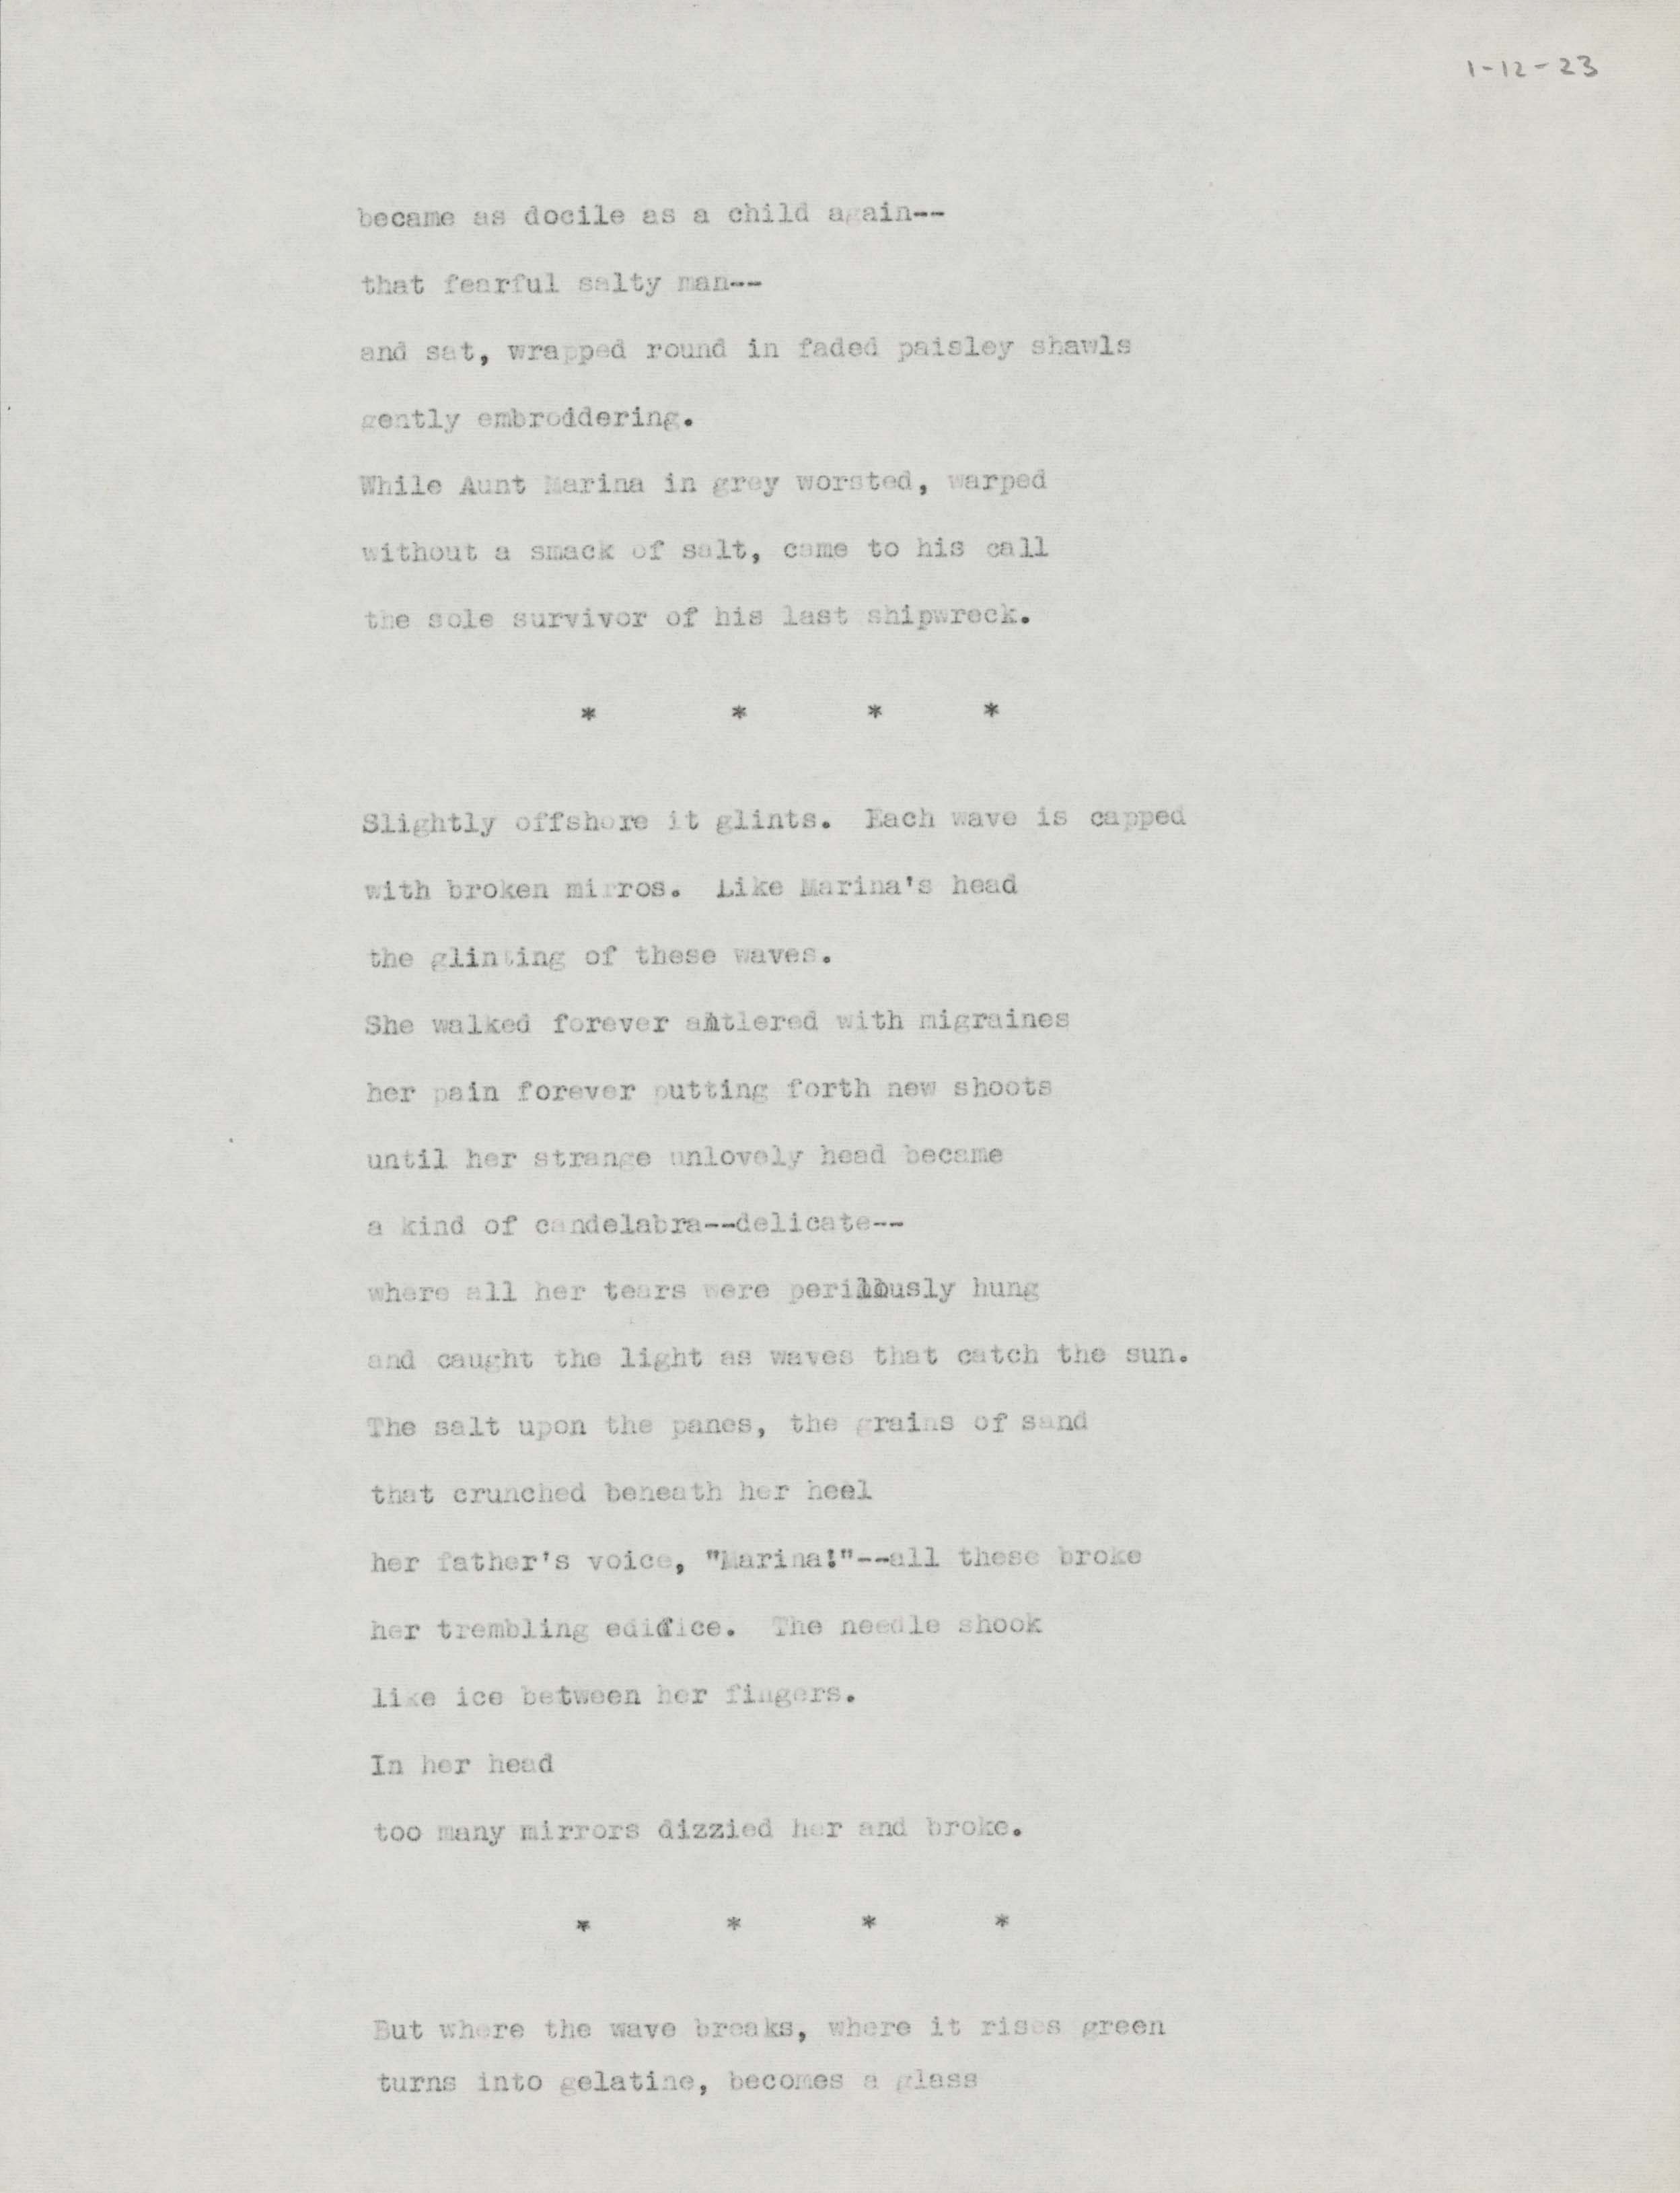 1-12-23
became as docile as a child again--
that fearful salty man--
and sat, wrapped round in faded paisley shawls
gently embroddering.
While Aunt Marina in grey worsted, warped
without a smack of salt, came to his call
the sole survivor of his last shipwreck.
* * * *
Slightly offshore it glints. Each wave is capped
with broken mirros. Like Marina's head
the glinting of these waves.
She walked forever antlered with migraines
her pain forever putting forth new shoots
until her strange unlovely head became
a kind of candelabra--delicate--
where all her tears were perilously hung
and caught the light as waves that catch the sun.
The salt upon the panes, the grains of sand
that crunched beneath her heel
her father's voice, "Marina!"--all these broke
her trembling edifice. The needle shook
like ice between her fingers.
In her head
too many mirrors dizzied her and broke.
* * * *
But where the wave breaks, where it rises green
turns into gelatine, becomes a glass